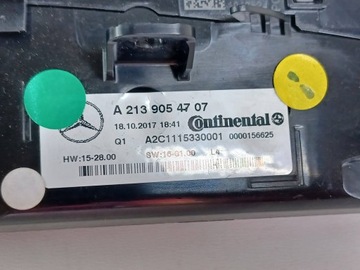 A 213 905 47 07
18.10.2017 18:41 Continental
Q1 A2C1115330001 0000156625
HW:15-28.00 SW:16-01.00